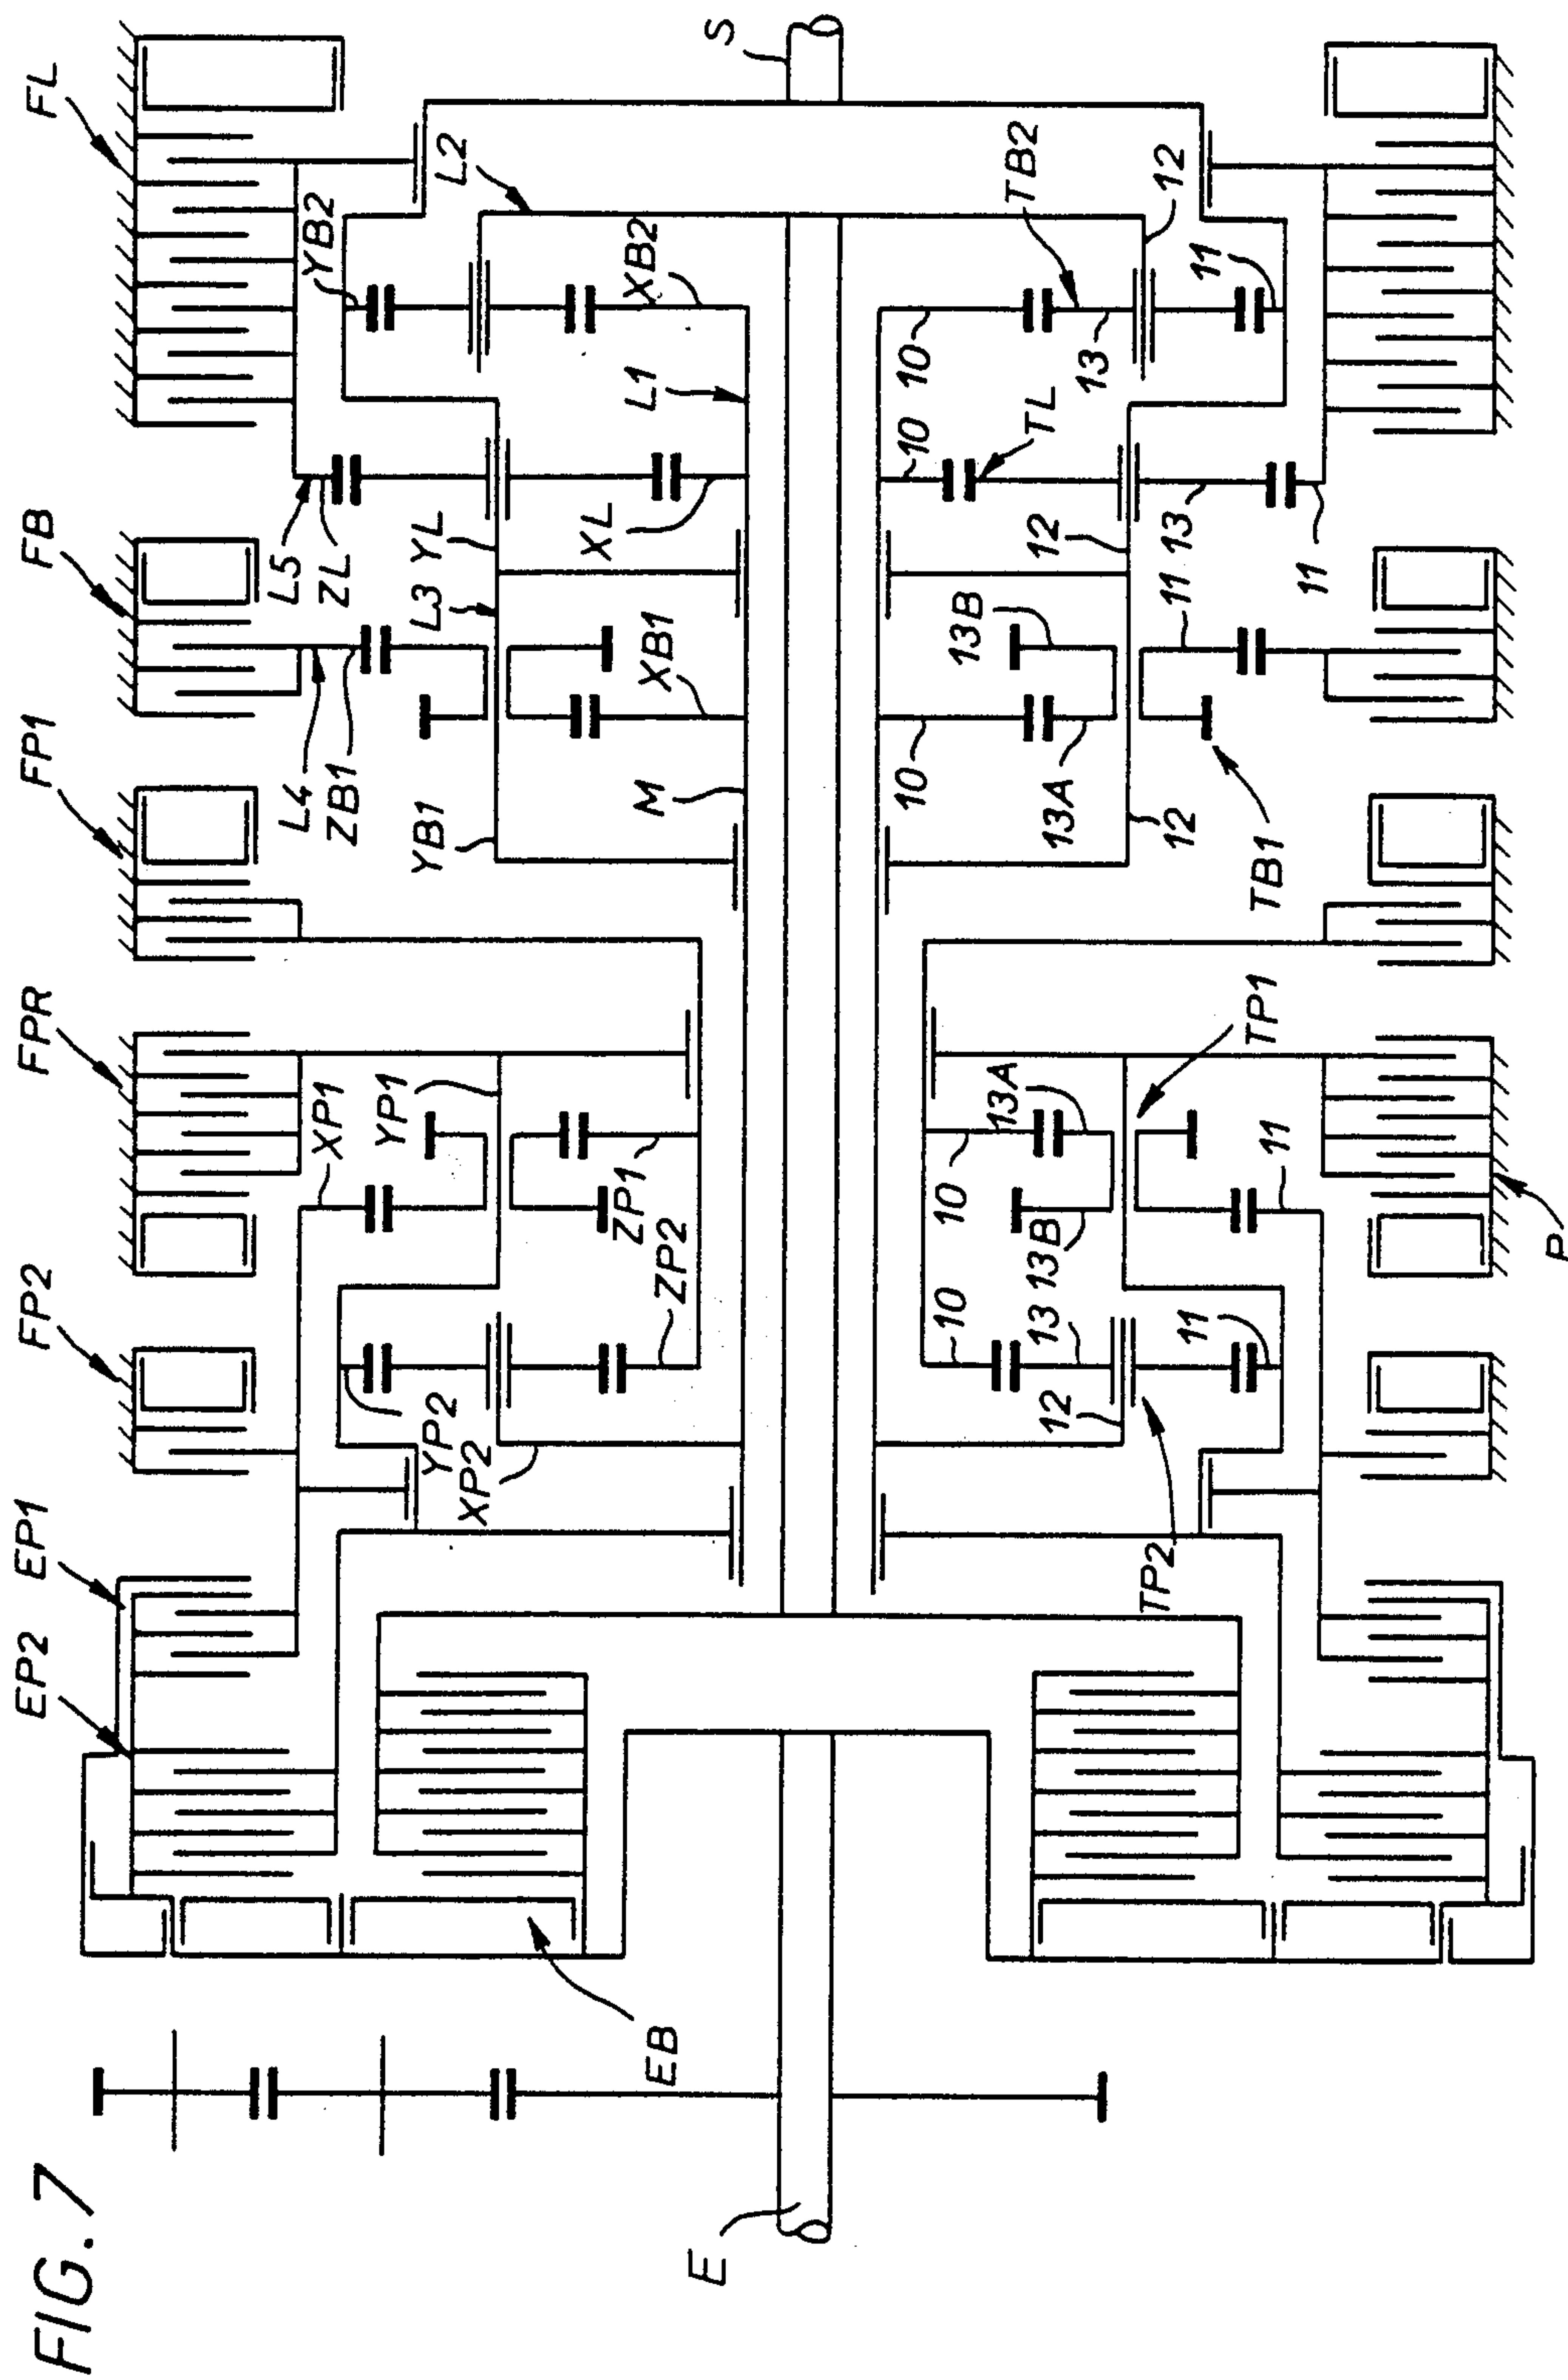 FIG. 7
EP2
EP1
FP2
FPR
FP1
FB
FL
XP1
L4
ZB1
L5
ZL
YB2
YP1
YB1
L3
YL
L2
YP2
XP2
ZP1
ZP2
M
XB1
XL
L1
XB2
S
EB
E
10
10
13A
10
13B
10
10
12
13
13B
13A
12
TL
13
TB2
12
11
11
12
11
13
11
11
TP2
TP1
TB1
P